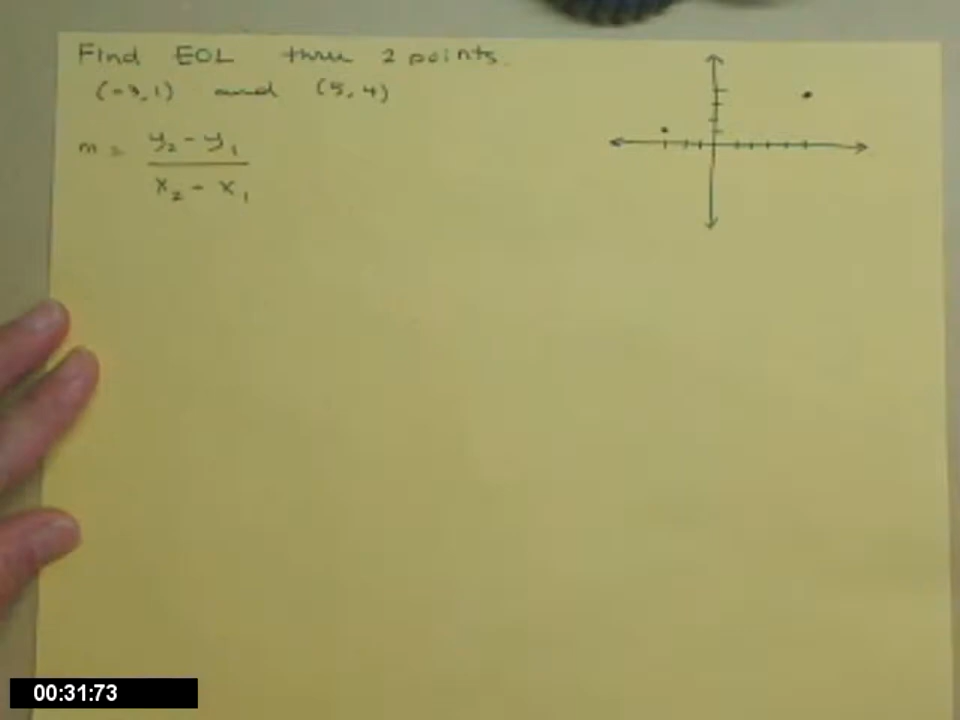 Find EOL thru 2 points.
(-3,1) and (5,4)
m = y₂ - y₁ / x₂ - x₁
00:31:73